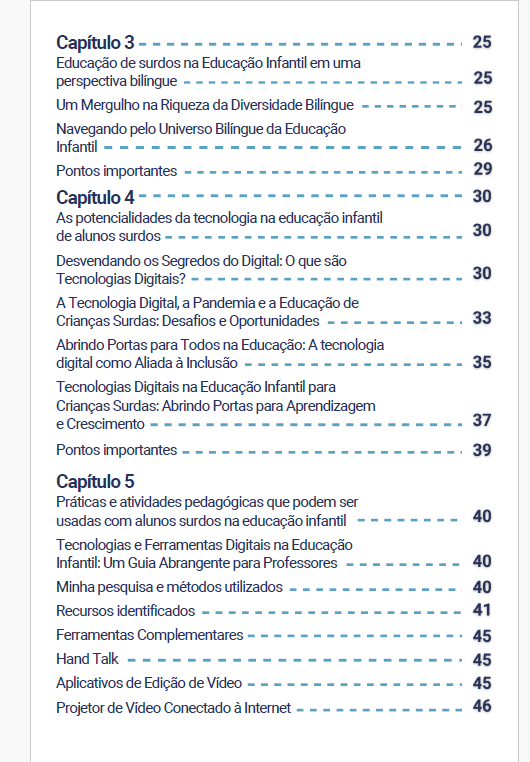 Capítulo 3 25
Educação de surdos na Educação Infantil em uma
perspectiva bilíngue 25
Um Mergulho na Riqueza da Diversidade Bilíngue 25
Navegando pelo Universo Bilíngue da Educação
Infantil 26
Pontos importantes 29
Capítulo 4 30
As potencialidades da tecnologia na educação infantil
de alunos surdos 30
Desvendando os Segredos do Digital: O que são
Tecnologias Digitais? 30
A Tecnologia Digital, a Pandemia e a Educação de
Crianças Surdas: Desafios e Oportunidades 33
Abrindo Portas para Todos na Educação: A tecnologia
digital como Aliada à Inclusão 35
Tecnologias Digitais na Educação Infantil para
Crianças Surdas: Abrindo Portas para Aprendizagem
e Crescimento 37
Pontos importantes 39
Capítulo 5
Práticas e atividades pedagógicas que podem ser
usadas com alunos surdos na educação infantil 40
Tecnologias e Ferramentas Digitais na Educação
Infantil: Um Guia Abrangente para Professores 40
Minha pesquisa e métodos utilizados 40
Recursos identificados 41
Ferramentas Complementares 45
Hand Talk 45
Aplicativos de Edição de Vídeo 45
Projetor de Vídeo Conectado à Internet 46